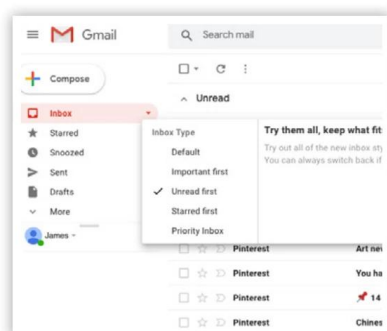 Gmail
Search mail
Compose
Unread
Inbox
Starred
Snoozed
Sent
Drafts
More
James
Inbox Type
Default
Important first
Unread first
Starred first
Priority Inbox
Try them all, keep what fit
Try out all of the new inbox sty
You can always switch back if
Pinterest Art nei
Pinterest You ha
Pinterest 14
Pinterest Chines